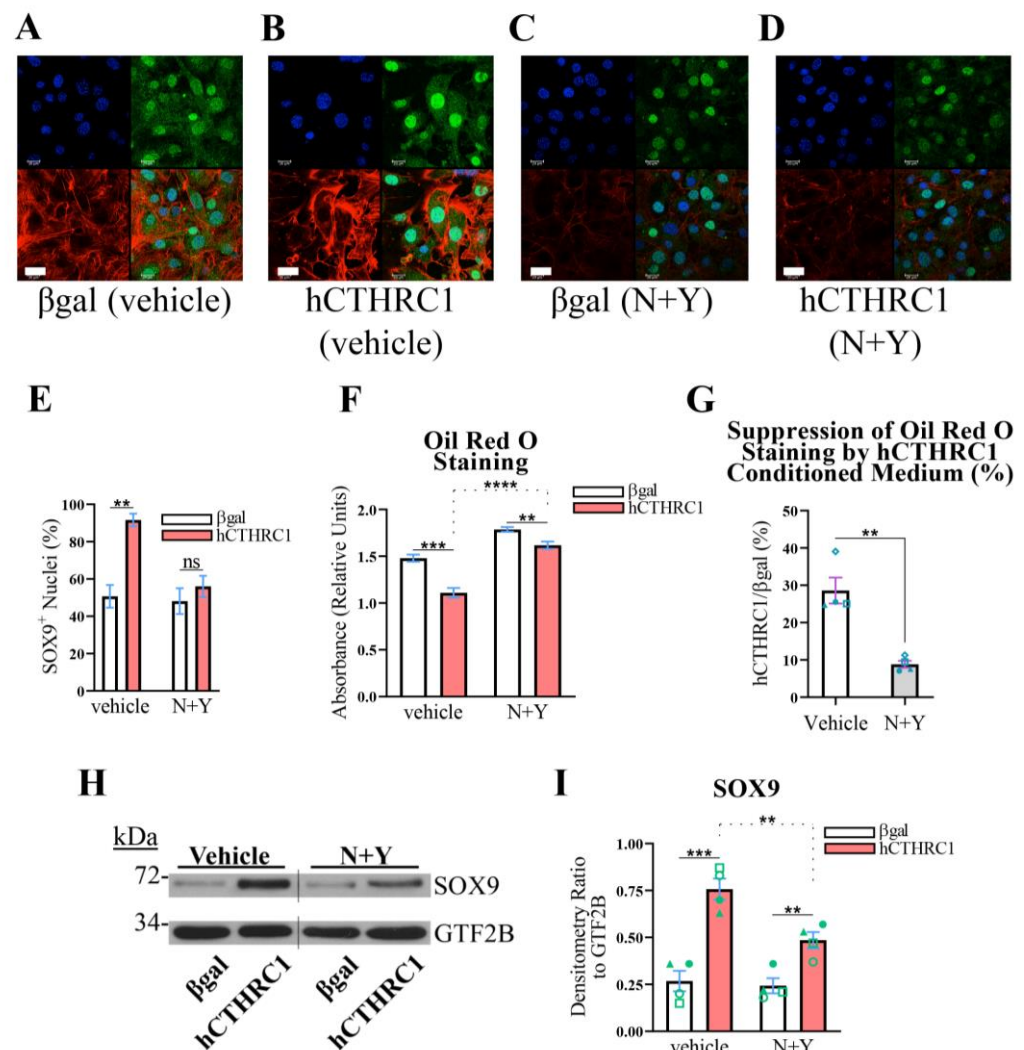 A
B
C
D
βgal (vehicle)
hCTHRC1
(vehicle)
βgal (N+Y)
hCTHRC1
(N+Y)
E
SOX9+ Nuclei (%)
100
80
60
40
20
0
**
ns
βgal
hCTHRC1
vehicle
N+Y
F
Oil Red O
Staining
Absorbance (Relative Units)
2.0
1.5
1.0
0.5
0.0
****
***
**
βgal
hCTHRC1
vehicle
N+Y
G
Suppression of Oil Red O
Staining by hCTHRC1
Conditioned Medium (%)
hCTHRC1/βgal (%)
50
40
30
20
10
0
**
Vehicle
N+Y
H
kDa
Vehicle
N+Y
72
SOX9
34
GTF2B
βgal
hCTHRC1
βgal
hCTHRC1
I
SOX9
Densitometry Ratio
to GTF2B
1.00
0.75
0.50
0.25
0.00
**
***
**
βgal
hCTHRC1
vehicle
N+Y